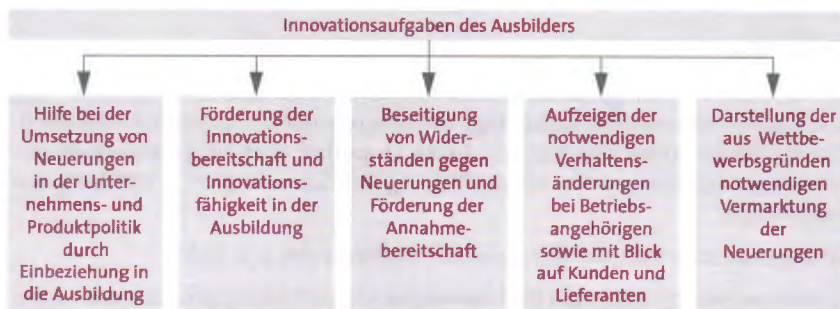 Innovationsaufgaben des Ausbilders
Hilfe bei der
Umsetzung von
Neuerungen
in der Unter-
nehmens- und
Produktpolitik
durch
Einbeziehung in
die Ausbildung
Förderung der
Innovations-
bereitschaft und
Innovations-
fähigkeit in der
Ausbildung
Beseitigung
von Wider-
ständen gegen
Neuerungen und
Förderung der
Annahme-
bereitschaft
Aufzeigen der
notwendigen
Verhaltens-
änderungen
bei Betriebs-
angehörigen
sowie mit Blick
auf Kunden und
Lieferanten
Darstellung der
aus Wettbe-
werbsgründen
notwendigen
Vermarktung
der
Neuerungen